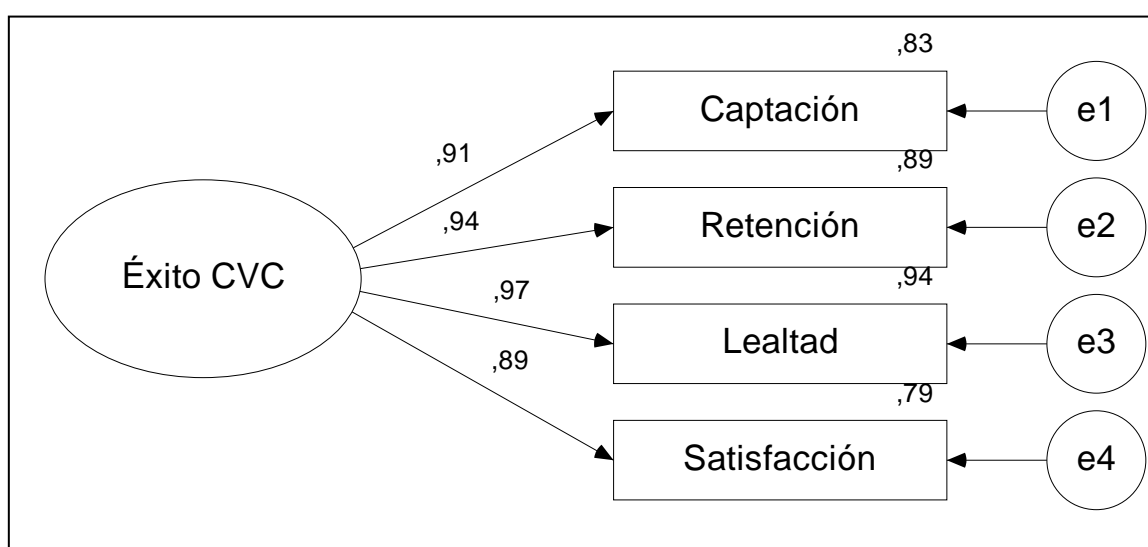 ,83
Captación
e1
,91
,89
Retención
e2
,94
Éxito CVC
,94
,97
Lealtad
e3
,89
,79
Satisfacción
e4